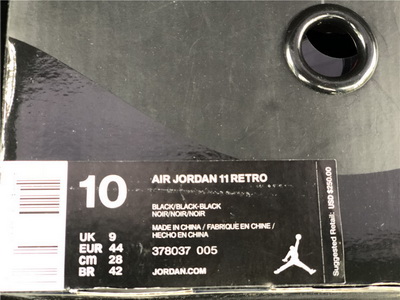 10
UK 9
EUR 44
CM 28
BR 42
AIR JORDAN 11 RETRO
BLACK/BLACK-BLACK
NOIR/NOIR/NOIR
MADE IN CHINA / FABRIQUÉ EN CHINE /
HECHO EN CHINA
378037 005
JORDAN.COM
Suggested Retail: USD $250.00